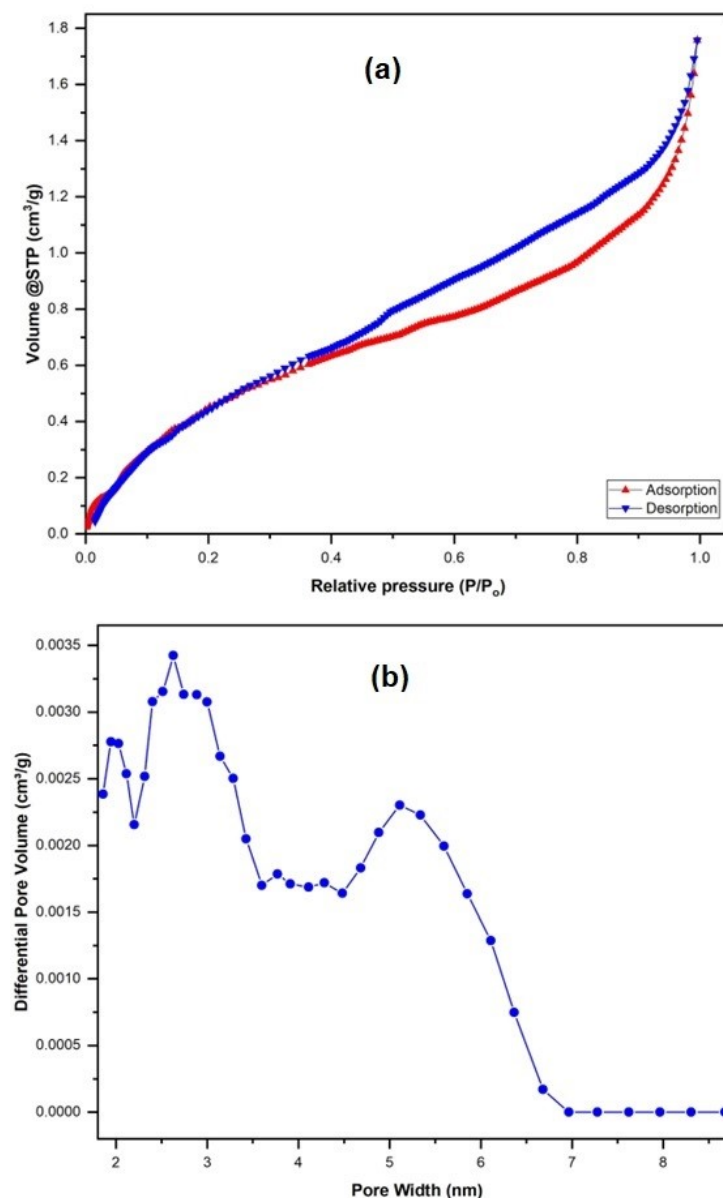 (a)
Volume @STP (cm³/g)
1.8
1.6
1.4
1.2
1.0
0.8
0.6
0.4
0.2
0.0
Adsorption
Desorption
0.0 0.2 0.4 0.6 0.8 1.0
Relative pressure (P/Pₒ)
(b)
Differential Pore Volume (cm³/g)
0.0035
0.0030
0.0025
0.0020
0.0015
0.0010
0.0005
0.0000
2 3 4 5 6 7 8
Pore Width (nm)